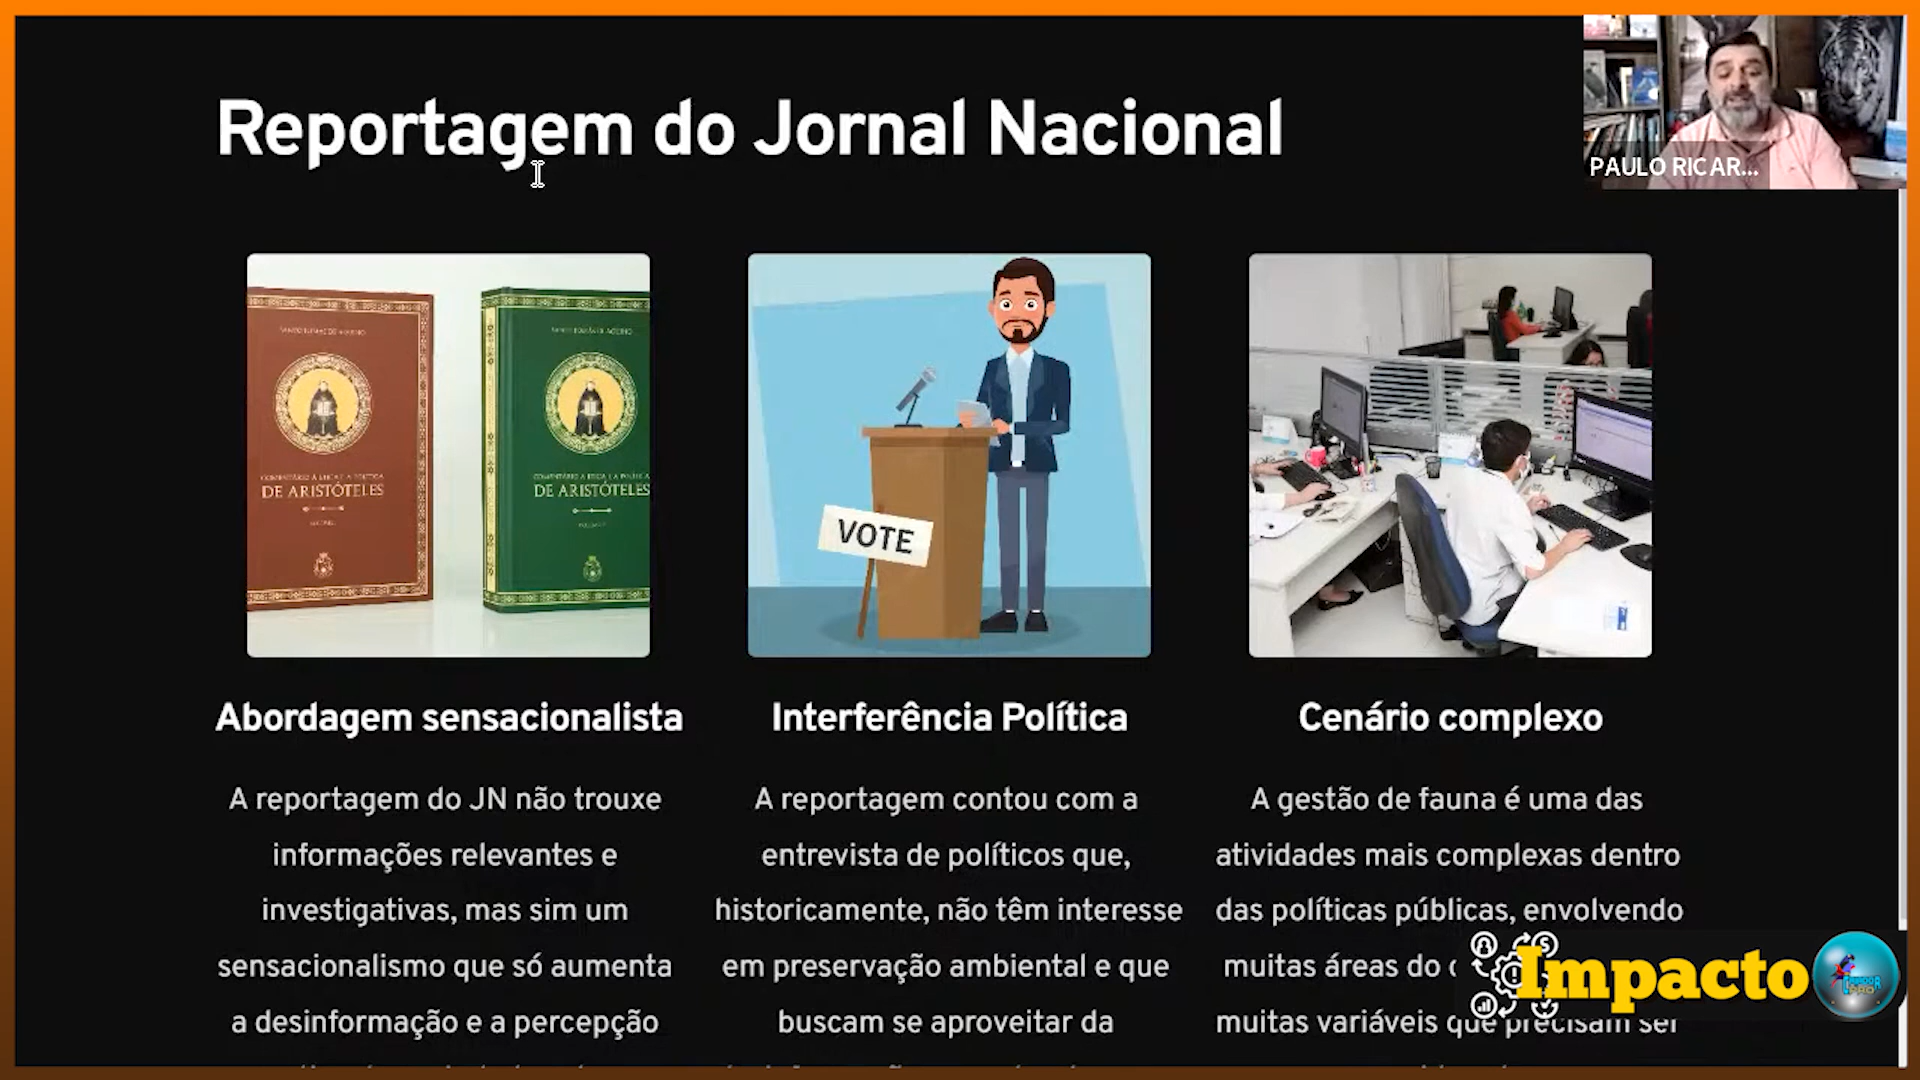 Reportagem do Jornal Nacional
PAULO RICAR...
DE ARISTÓTELES
DE ARISTÓTELES
VOTE
Abordagem sensacionalista
A reportagem do JN não trouxe
informações relevantes e
investigativas, mas sim um
sensacionalismo que só aumenta
a desinformação e a percepção
Interferência Política
A reportagem contou com a
entrevista de políticos que,
historicamente, não têm interesse
em preservação ambiental e que
buscam se aproveitar da
Cenário complexo
A gestão de fauna é uma das
atividades mais complexas dentro
das políticas públicas, envolvendo
muitas áreas do
muitas variáveis que precisam ser
Impacto